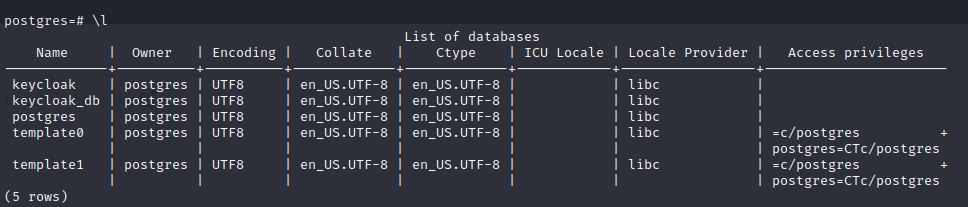 postgres=# \l
                                                  List of databases
    Name     |  Owner   | Encoding |   Collate   |    Ctype    | ICU Locale | Locale Provider |   Access privileges
-------------+----------+----------+-------------+-------------+------------+-----------------+-----------------------
 keycloak    | postgres | UTF8     | en_US.UTF-8 | en_US.UTF-8 |            | libc            |
 keycloak_db | postgres | UTF8     | en_US.UTF-8 | en_US.UTF-8 |            | libc            |
 postgres    | postgres | UTF8     | en_US.UTF-8 | en_US.UTF-8 |            | libc            |
 template0   | postgres | UTF8     | en_US.UTF-8 | en_US.UTF-8 |            | libc            | =c/postgres          +
             |          |          |             |             |            |                 | postgres=CTc/postgres
 template1   | postgres | UTF8     | en_US.UTF-8 | en_US.UTF-8 |            | libc            | =c/postgres          +
             |          |          |             |             |            |                 | postgres=CTc/postgres
(5 rows)